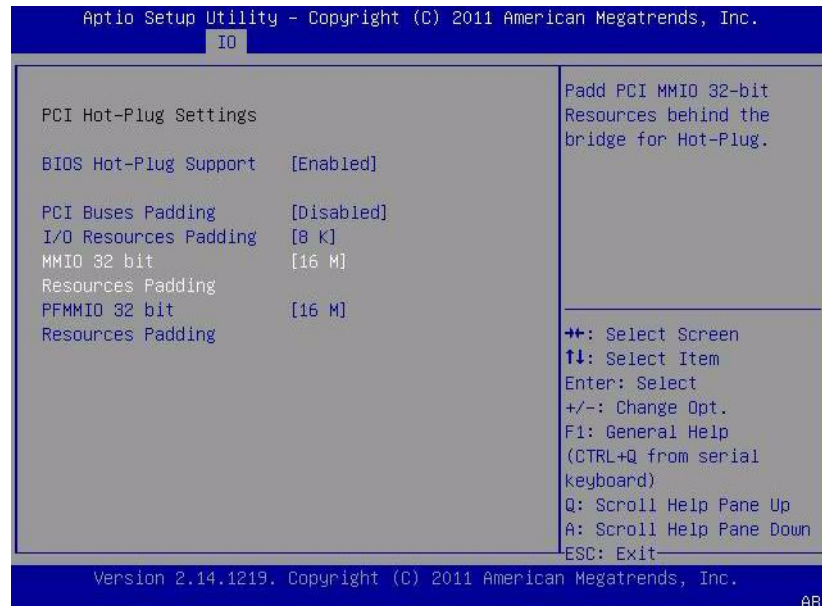 Aptio Setup Utility – Copyright (C) 2011 American Megatrends, Inc.
IO
PCI Hot-Plug Settings
BIOS Hot-Plug Support [Enabled]
PCI Buses Padding [Disabled]
I/O Resources Padding [8 K]
MMIO 32 bit [16 M]
Resources Padding
PFMMIO 32 bit [16 M]
Resources Padding
Padd PCI MMIO 32-bit
Resources behind the
bridge for Hot-Plug.
→←: Select Screen
↑↓: Select Item
Enter: Select
+/-: Change Opt.
F1: General Help
(CTRL+Q from serial
keyboard)
Q: Scroll Help Pane Up
A: Scroll Help Pane Down
ESC: Exit
Version 2.14.1219. Copyright (C) 2011 American Megatrends, Inc.
AB